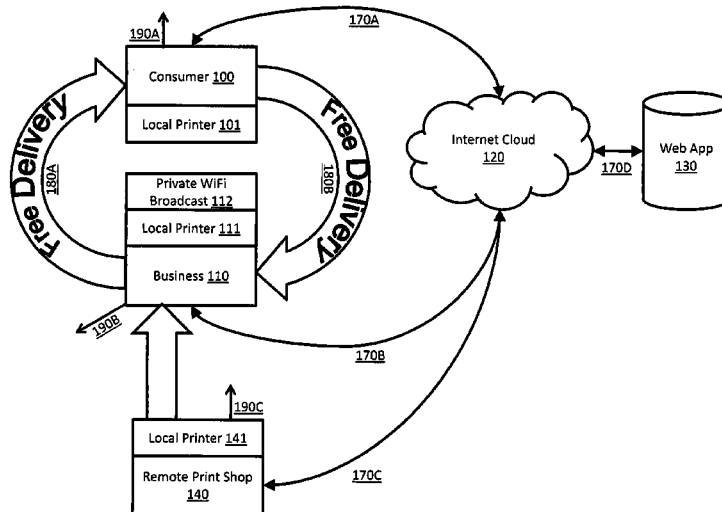 190A
170A
Consumer 100
Local Printer 101
Free Delivery
180A
Free Delivery
180B
Internet Cloud
120
170D
Web App
130
Private WiFi
Broadcast 112
Local Printer 111
Business 110
190B
170B
190C
Local Printer 141
Remote Print Shop
140
170C